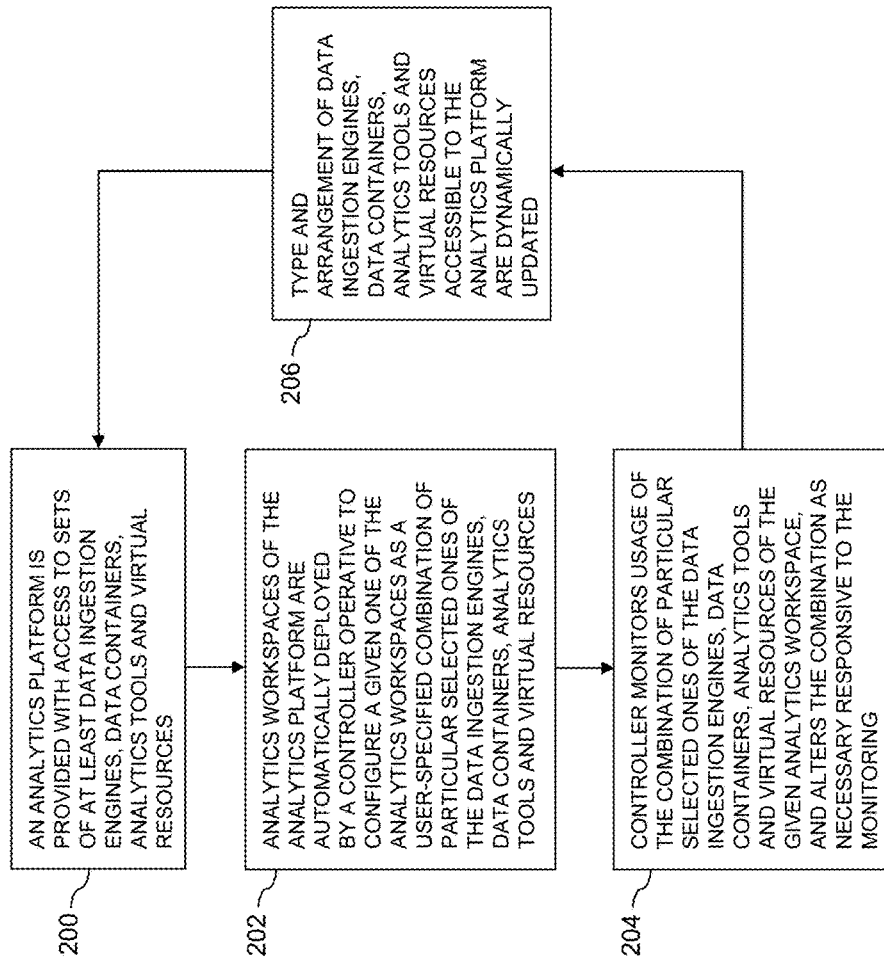 200
AN ANALYTICS PLATFORM IS
PROVIDED WITH ACCESS TO SETS
OF AT LEAST DATA INGESTION
ENGINES, DATA CONTAINERS,
ANALYTICS TOOLS AND VIRTUAL
RESOURCES
202
ANALYTICS WORKSPACES OF THE
ANALYTICS PLATFORM ARE
AUTOMATICALLY DEPLOYED
BY A CONTROLLER OPERATIVE TO
CONFIGURE A GIVEN ONE OF THE
ANALYTICS WORKSPACES AS A
USER-SPECIFIED COMBINATION OF
PARTICULAR SELECTED ONES OF
THE DATA INGESTION ENGINES,
DATA CONTAINERS, ANALYTICS
TOOLS AND VIRTUAL RESOURCES
204
CONTROLLER MONITORS USAGE OF
THE COMBINATION OF PARTICULAR
SELECTED ONES OF THE DATA
INGESTION ENGINES, DATA
CONTAINERS, ANALYTICS TOOLS
AND VIRTUAL RESOURCES OF THE
GIVEN ANALYTICS WORKSPACE,
AND ALTERS THE COMBINATION AS
NECESSARY RESPONSIVE TO THE
MONITORING
206
TYPE AND
ARRANGEMENT OF DATA
INGESTION ENGINES,
DATA CONTAINERS,
ANALYTICS TOOLS AND
VIRTUAL RESOURCES
ACCESSIBLE TO THE
ANALYTICS PLATFORM
ARE DYNAMICALLY
UPDATED